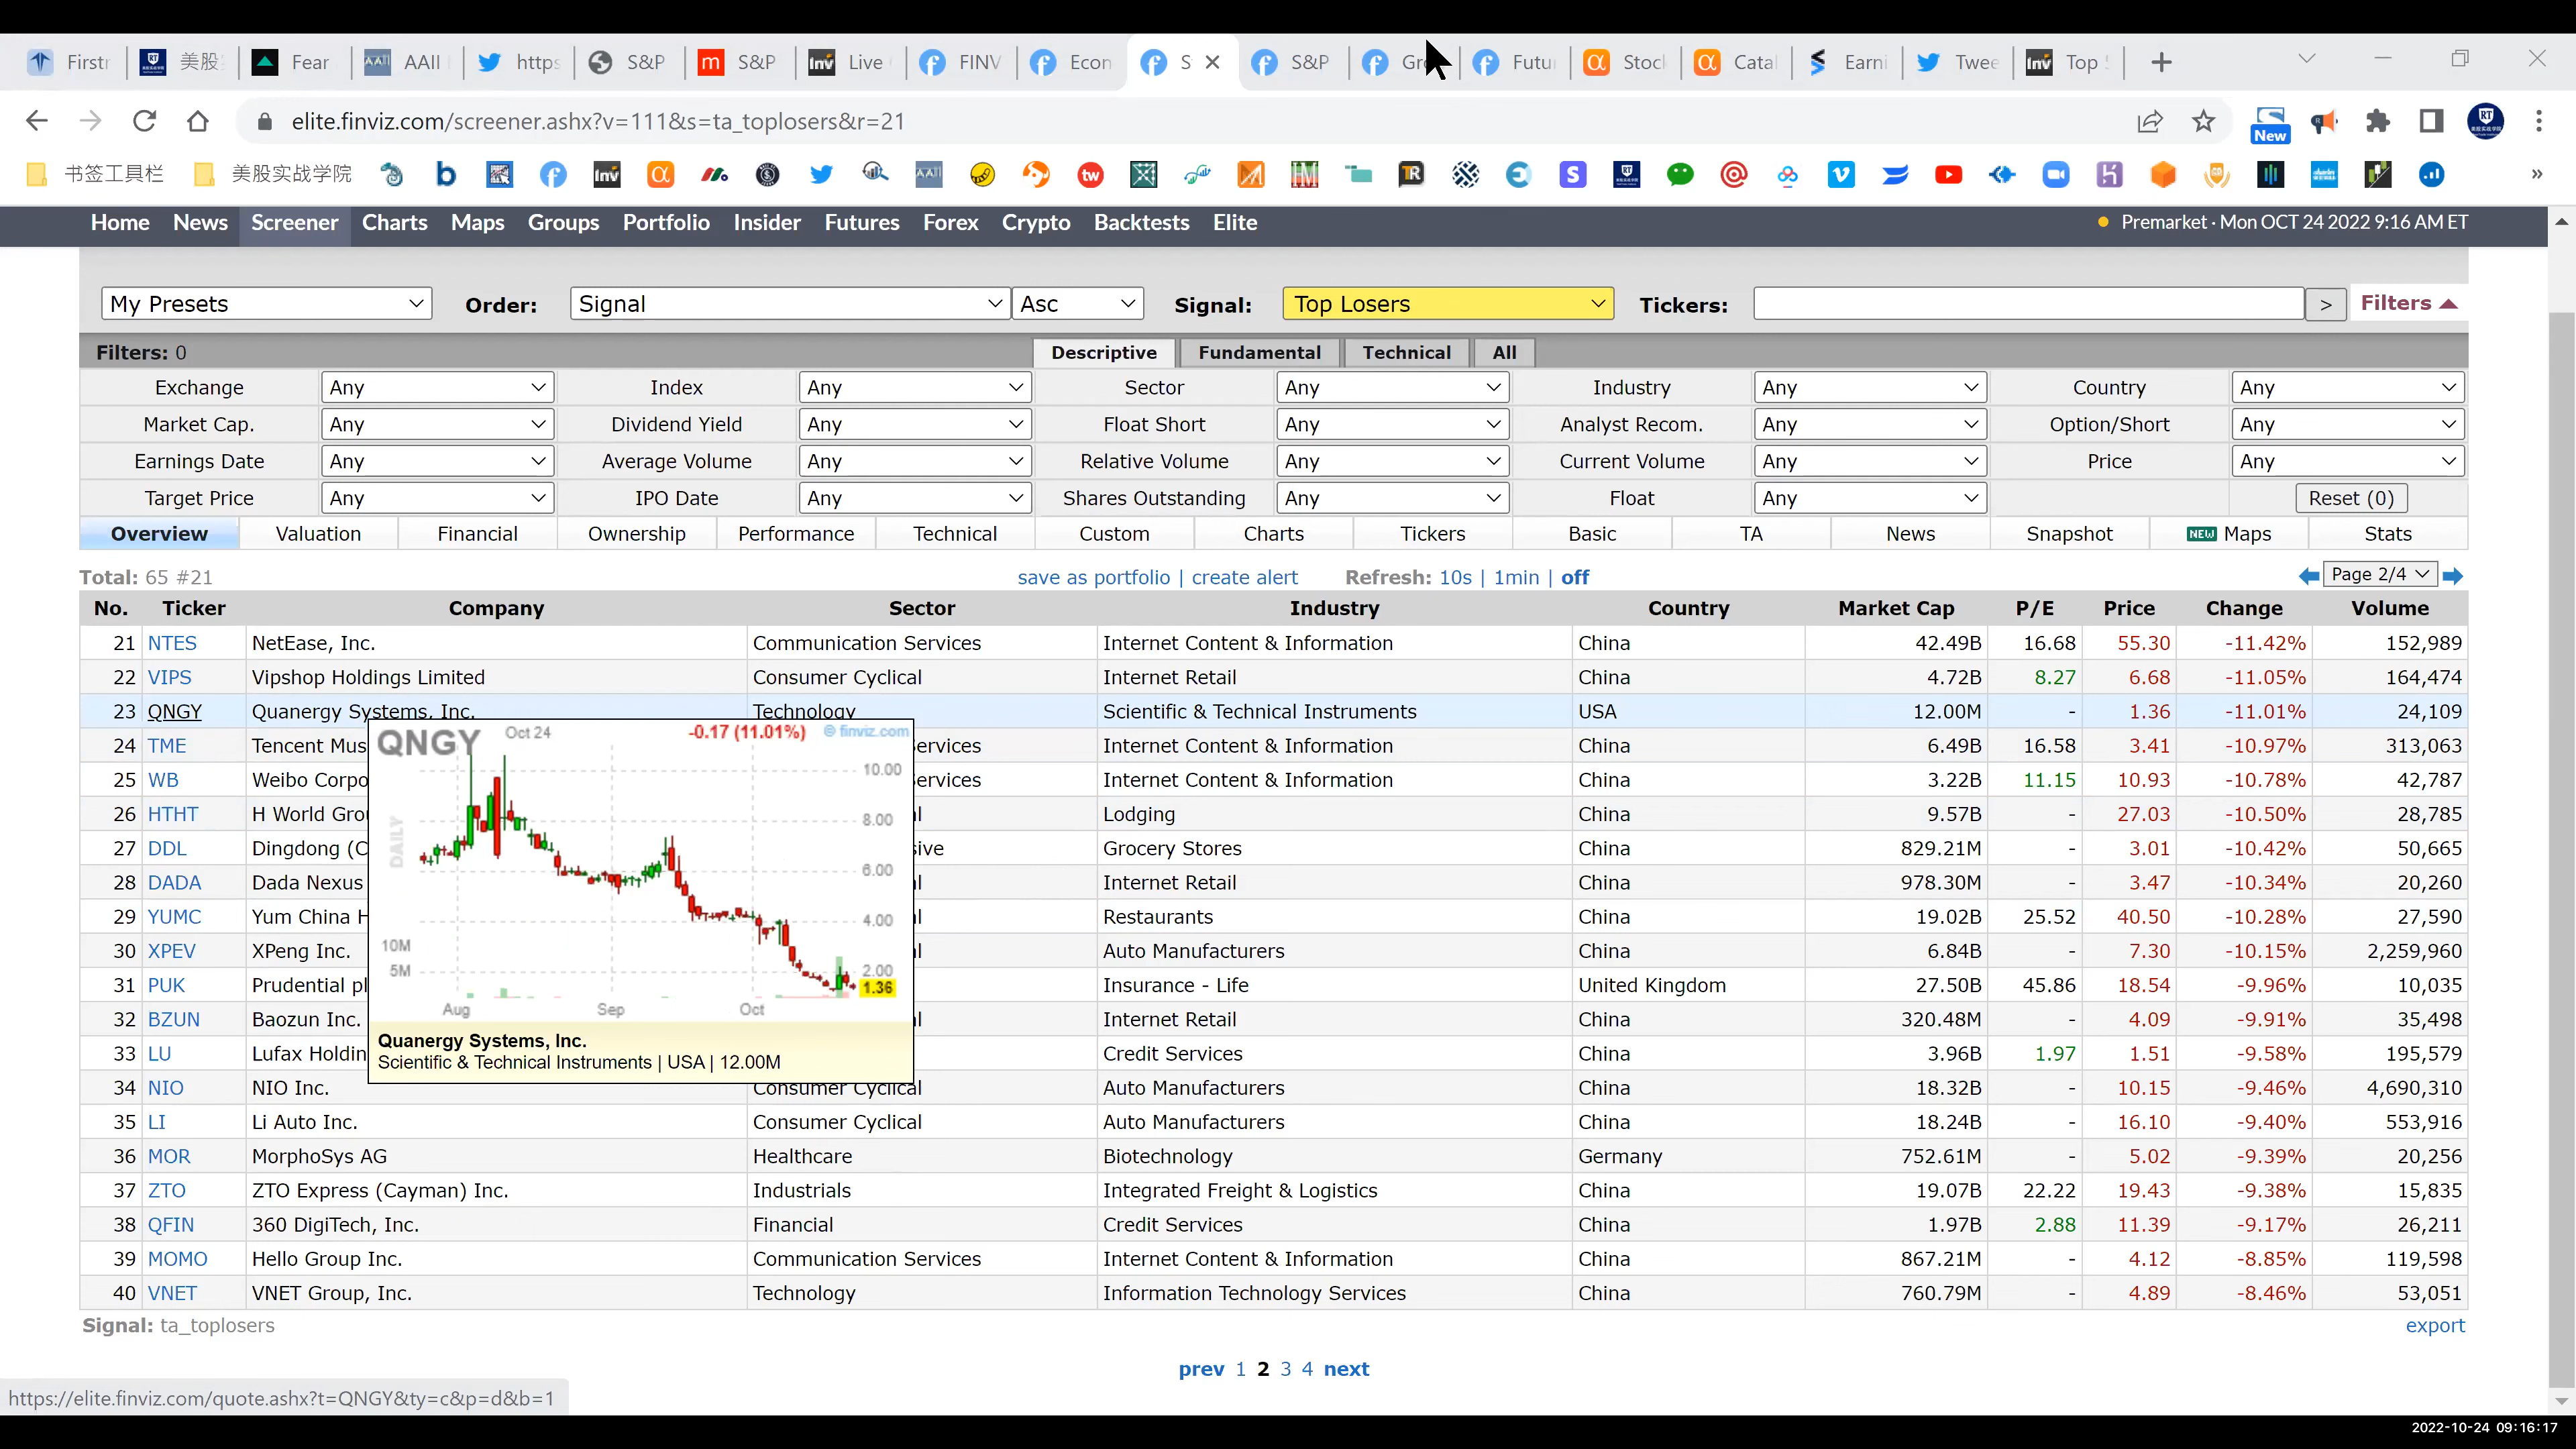 Firstr 美股 Fear AAII https S&P S&P Live FINV Econ S S&P Gr Futu Stoc Catal Earni Twee Top
elite.finviz.com/screener.ashx?v=111&s=ta_toplosers&r=21 New
书签工具栏 美股实战学院
Home News Screener Charts Maps Groups Portfolio Insider Futures Forex Crypto Backtests Elite Premarket · Mon OCT 24 2022 9:16 AM ET
My Presets Order: Signal Asc Signal: Top Losers Tickers: > Filters
Filters: 0 Descriptive Fundamental Technical All
Exchange Any Index Any Sector Any Industry Any Country Any
Market Cap. Any Dividend Yield Any Float Short Any Analyst Recom. Any Option/Short Any
Earnings Date Any Average Volume Any Relative Volume Any Current Volume Any Price Any
Target Price Any IPO Date Any Shares Outstanding Any Float Any Reset (0)
Overview Valuation Financial Ownership Performance Technical Custom Charts Tickers Basic TA News Snapshot NEW Maps Stats
Total: 65 #21 save as portfolio | create alert Refresh: 10s | 1min | off Page 2/4
No. Ticker Company Sector Industry Country Market Cap P/E Price Change Volume
21 NTES NetEase, Inc. Communication Services Internet Content & Information China 42.49B 16.68 55.30 -11.42% 152,989
22 VIPS Vipshop Holdings Limited Consumer Cyclical Internet Retail China 4.72B 8.27 6.68 -11.05% 164,474
23 QNGY Quanergy Systems, Inc. Technology Scientific & Technical Instruments USA 12.00M - 1.36 -11.01% 24,109
24 TME Tencent Mus ervices Internet Content & Information China 6.49B 16.58 3.41 -10.97% 313,063
25 WB Weibo Corpo ervices Internet Content & Information China 3.22B 11.15 10.93 -10.78% 42,787
26 HTHT H World Grou l Lodging China 9.57B - 27.03 -10.50% 28,785
27 DDL Dingdong (C ive Grocery Stores China 829.21M - 3.01 -10.42% 50,665
28 DADA Dada Nexus l Internet Retail China 978.30M - 3.47 -10.34% 20,260
29 YUMC Yum China H l Restaurants China 19.02B 25.52 40.50 -10.28% 27,590
30 XPEV XPeng Inc. l Auto Manufacturers China 6.84B - 7.30 -10.15% 2,259,960
31 PUK Prudential pl Insurance - Life United Kingdom 27.50B 45.86 18.54 -9.96% 10,035
32 BZUN Baozun Inc. l Internet Retail China 320.48M - 4.09 -9.91% 35,498
33 LU Lufax Holdin Credit Services China 3.96B 1.97 1.51 -9.58% 195,579
34 NIO NIO Inc. Consumer Cyclical Auto Manufacturers China 18.32B - 10.15 -9.46% 4,690,310
35 LI Li Auto Inc. Consumer Cyclical Auto Manufacturers China 18.24B - 16.10 -9.40% 553,916
36 MOR MorphoSys AG Healthcare Biotechnology Germany 752.61M - 5.02 -9.39% 20,256
37 ZTO ZTO Express (Cayman) Inc. Industrials Integrated Freight & Logistics China 19.07B 22.22 19.43 -9.38% 15,835
38 QFIN 360 DigiTech, Inc. Financial Credit Services China 1.97B 2.88 11.39 -9.17% 26,211
39 MOMO Hello Group Inc. Communication Services Internet Content & Information China 867.21M - 4.12 -8.85% 119,598
40 VNET VNET Group, Inc. Technology Information Technology Services China 760.79M - 4.89 -8.46% 53,051
QNGY Oct 24 -0.17 (11.01%) © finviz.com
DAILY
10.00
8.00
6.00
4.00
10M
5M 2.00
1.36
Aug Sep Oct
Quanergy Systems, Inc.
Scientific & Technical Instruments | USA | 12.00M
Signal: ta_toplosers export
prev 1 2 3 4 next
https://elite.finviz.com/quote.ashx?t=QNGY&ty=c&p=d&b=1
2022-10-24 09:16:17